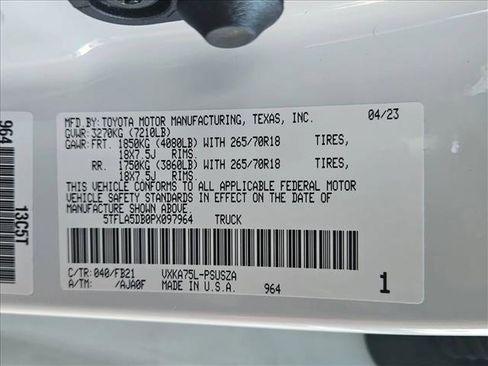 MFD.BY:TOYOTA MOTOR MANUFACTURING, TEXAS, INC. 04/23
GVWR:3270KG (7210LB)
GAWR:FRT. 1850KG (4080LB) WITH 265/70R18 TIRES,
18X7.5J RIMS.
RR. 1750KG (3860LB) WITH 265/70R18 TIRES,
18X7.5J RIMS.
THIS VEHICLE CONFORMS TO ALL APPLICABLE FEDERAL MOTOR
VEHICLE SAFETY STANDARDS IN EFFECT ON THE DATE OF
MANUFACTURE SHOWN ABOVE.
5TFLA5DB0PX097964 TRUCK
C/TR:040/FB21 VXKA75L-PSUSZA
A/TM: /AJA0F MADE IN U.S.A. 964 1
964
13C5T